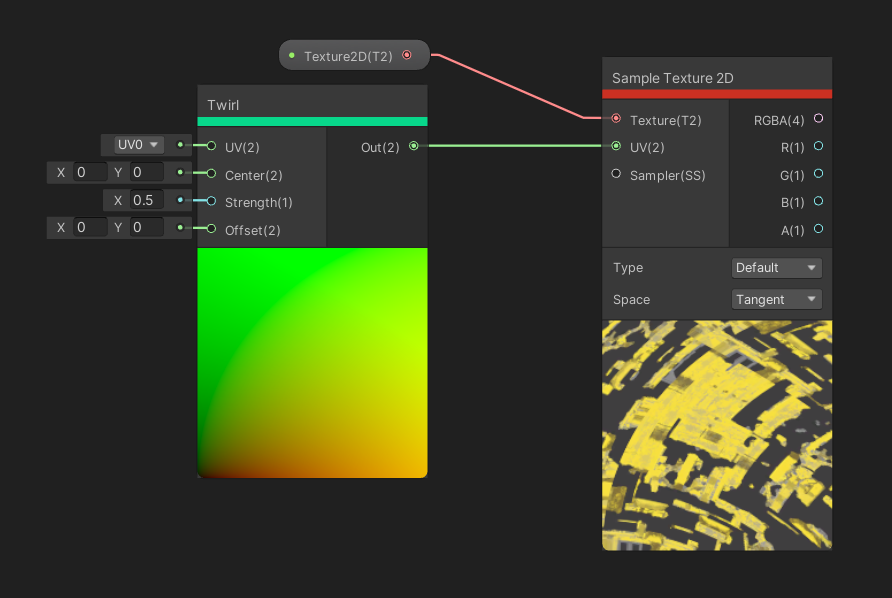 Texture2D(T2)
Twirl
UV0
UV(2)
Out(2)
X 0 Y 0
Center(2)
X 0.5
Strength(1)
X 0 Y 0
Offset(2)
Sample Texture 2D
Texture(T2)
RGBA(4)
UV(2)
R(1)
Sampler(SS)
G(1)
B(1)
A(1)
Type
Default
Space
Tangent